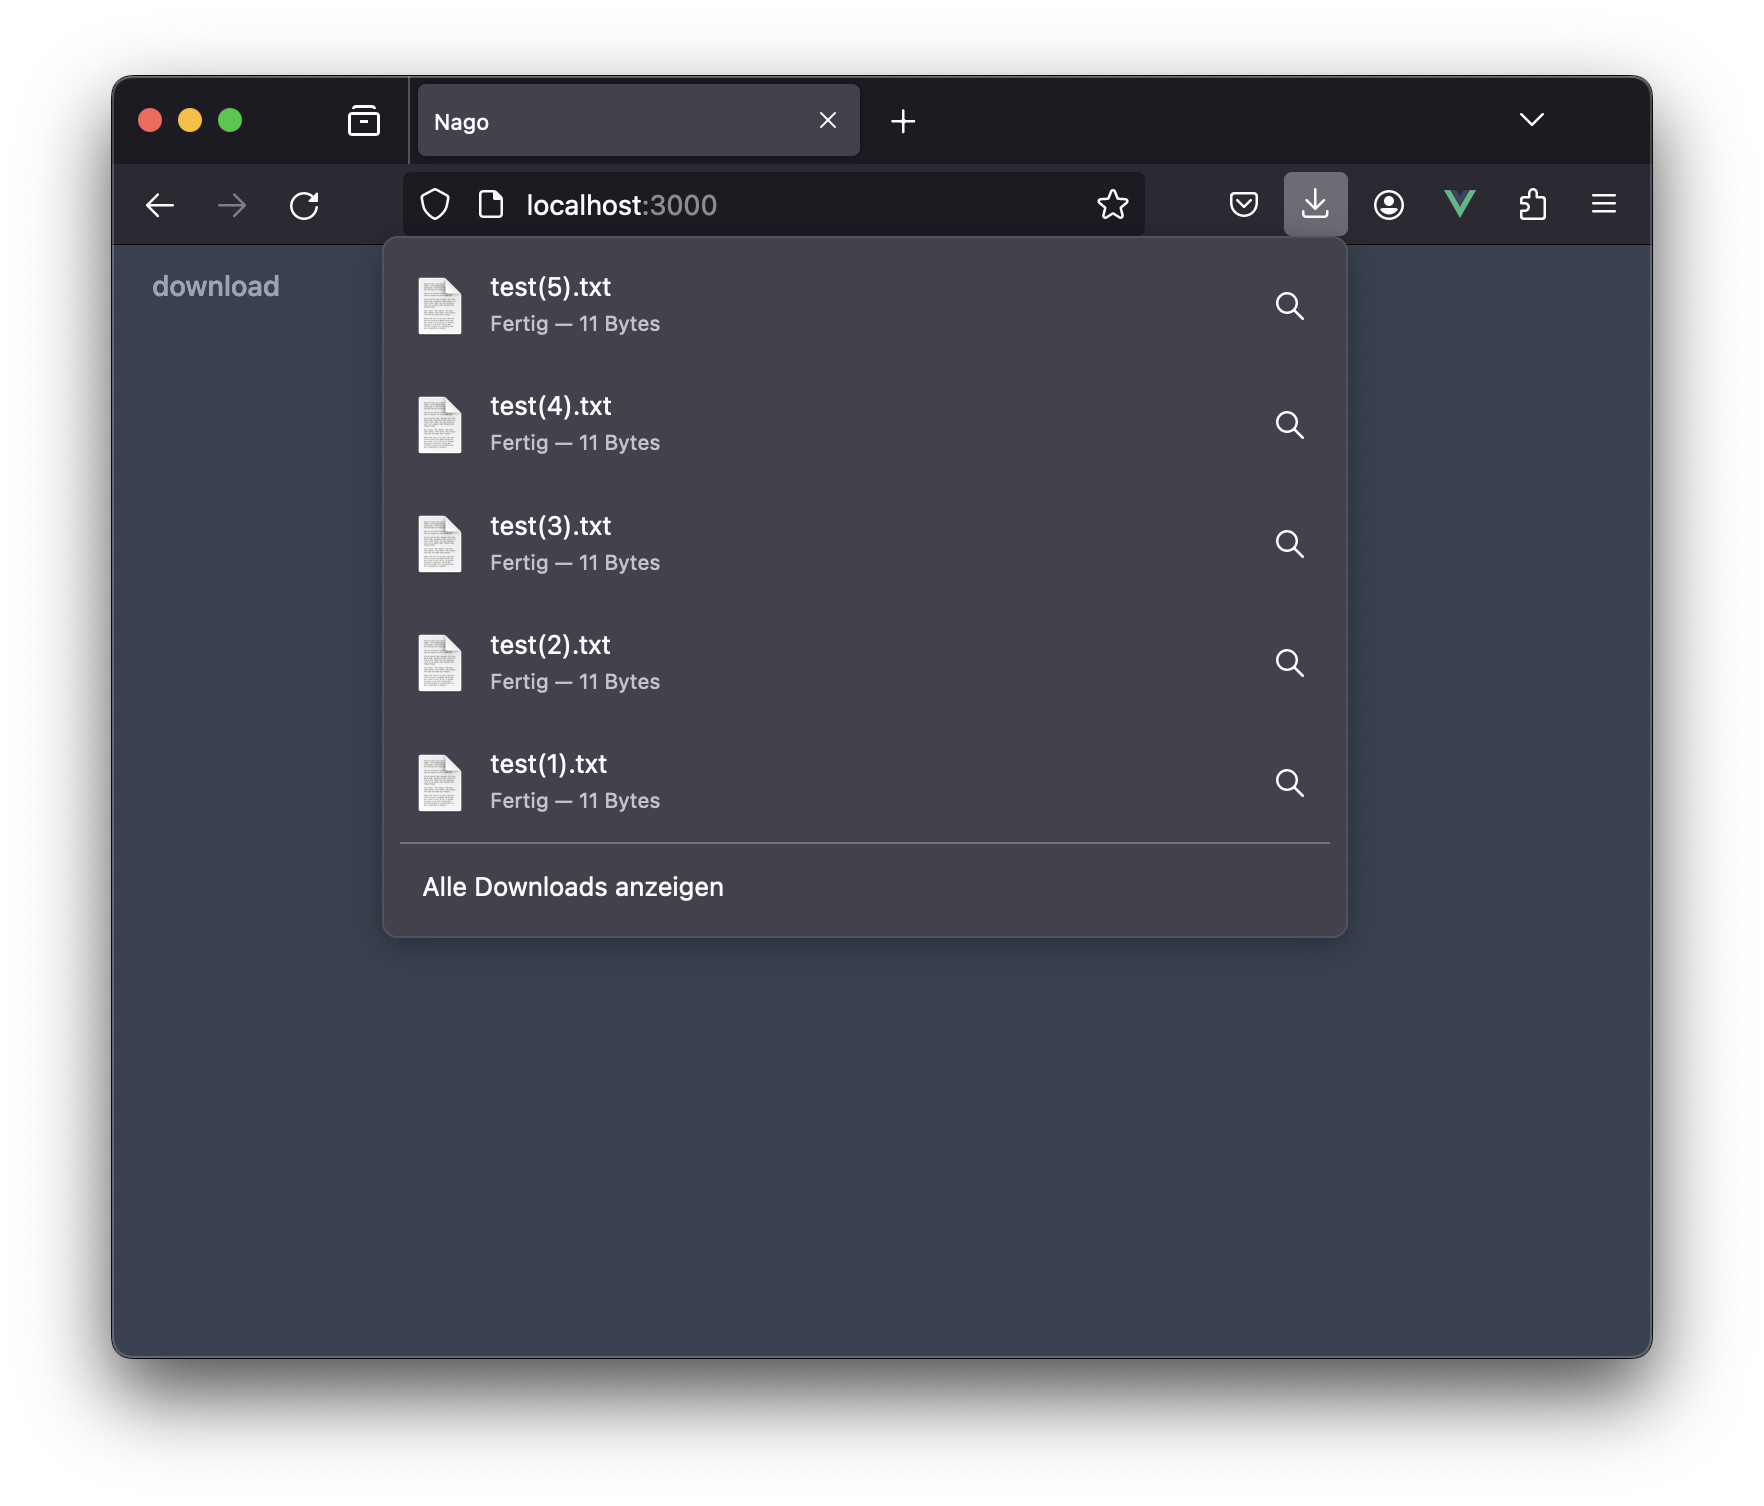 Nago
localhost:3000
download
test(5).txt
Fertig — 11 Bytes
test(4).txt
Fertig — 11 Bytes
test(3).txt
Fertig — 11 Bytes
test(2).txt
Fertig — 11 Bytes
test(1).txt
Fertig — 11 Bytes
Alle Downloads anzeigen